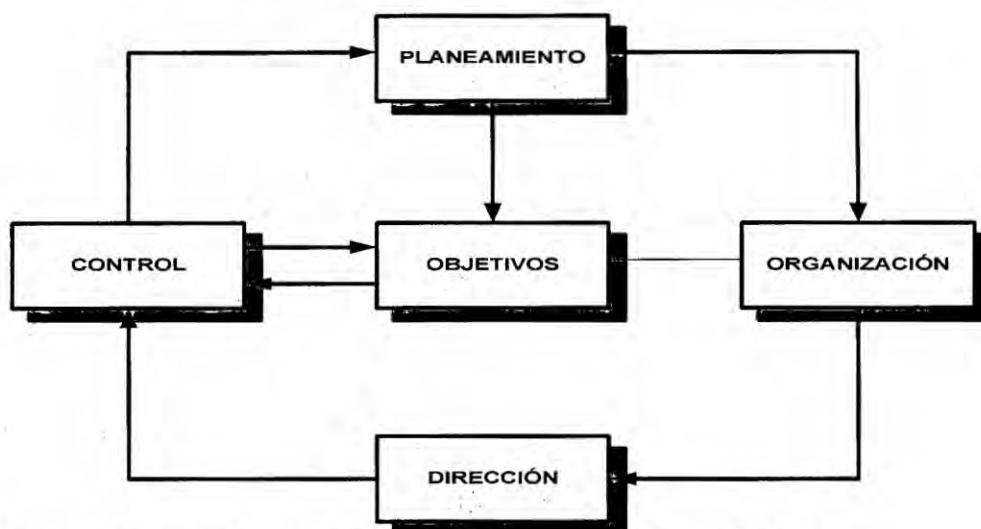 PLANEAMIENTO
CONTROL
OBJETIVOS
ORGANIZACIÓN
DIRECCIÓN